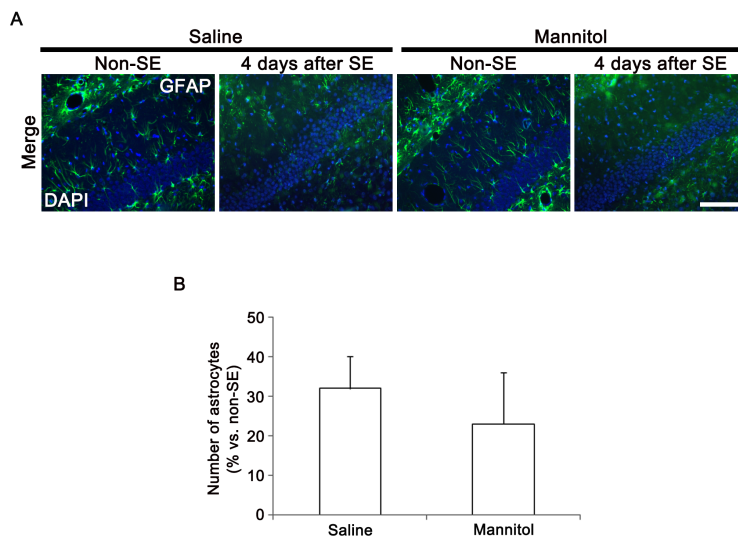 A
Saline
Mannitol
Non-SE
4 days after SE
Non-SE
4 days after SE
Merge
GFAP
DAPI
B
Number of astrocytes
(% vs. non-SE)
50
40
30
20
10
0
Saline
Mannitol